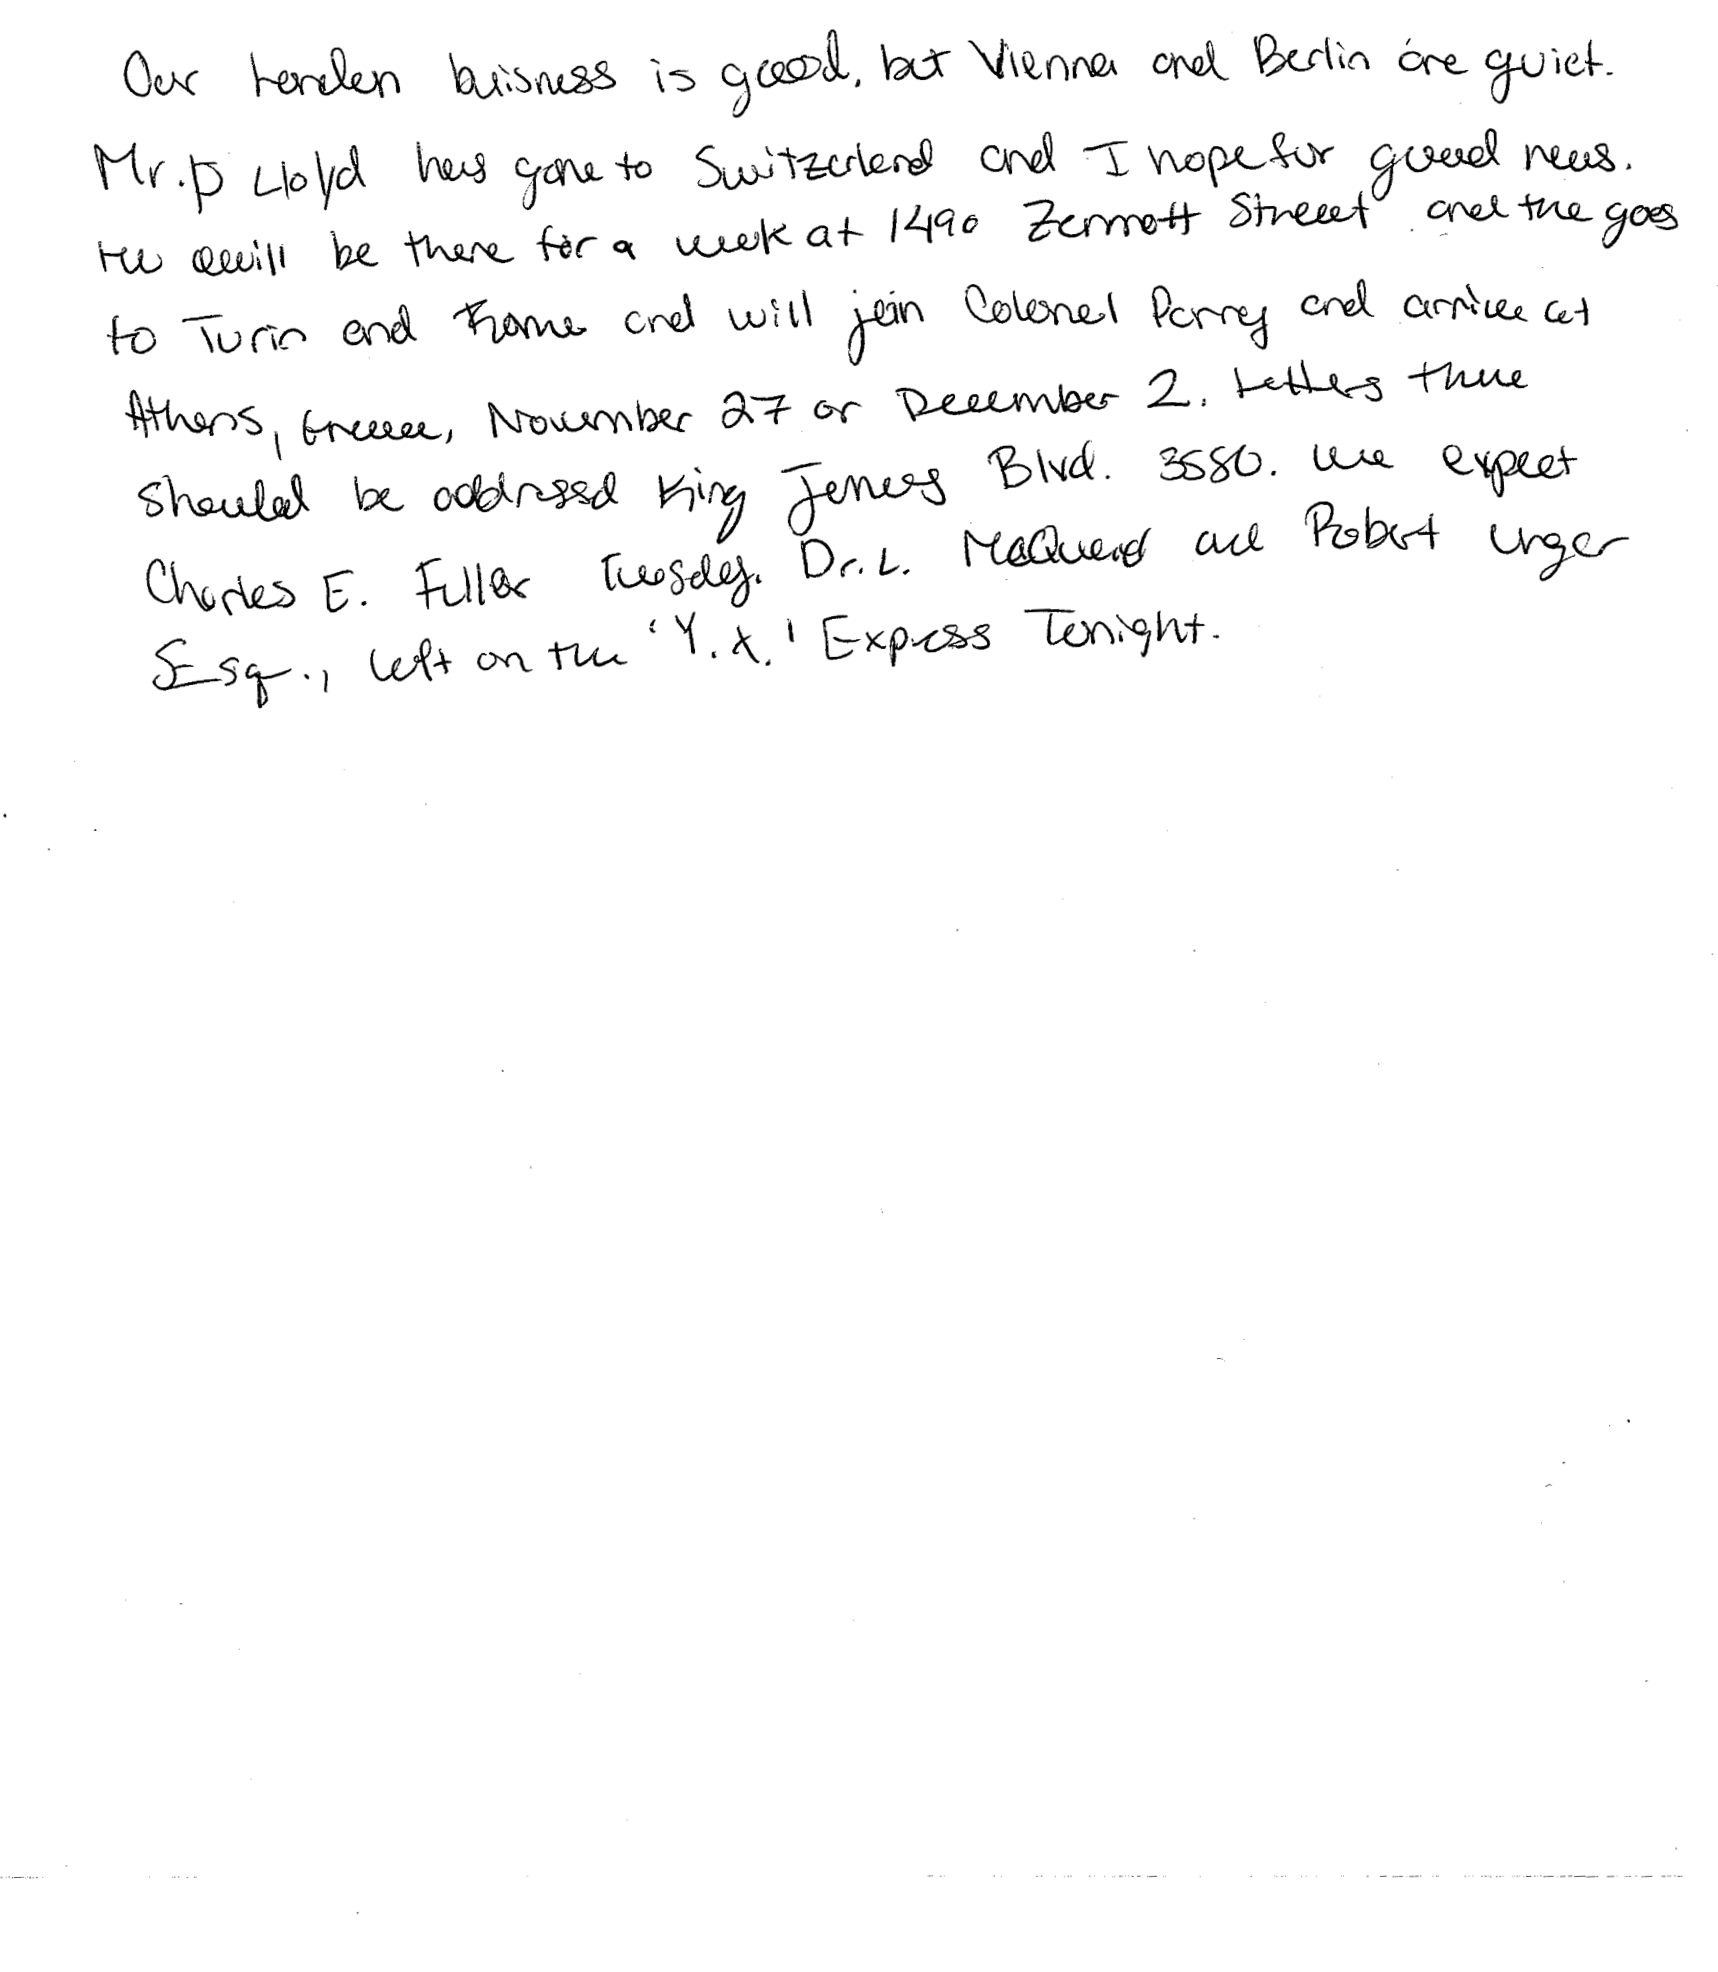 Our London buisness is good, but Vienna and Berlin are quiet.
Mr. D Lloyd has gone to Switzerland and I hope for good news.
He will be there for a week at 1490 Zermott Street and the goes
to Turin and Rome and will join Colonel Parry and arrive at
Athens, Greece, November 27 or December 2. Letters there
should be addressd King James Blvd. 3580. We expect
Charles E. Fuller Tuesday. Dr. L. McQuaid and Robert Unger
Esq., left on the 'Y.X.' Express Tonight.